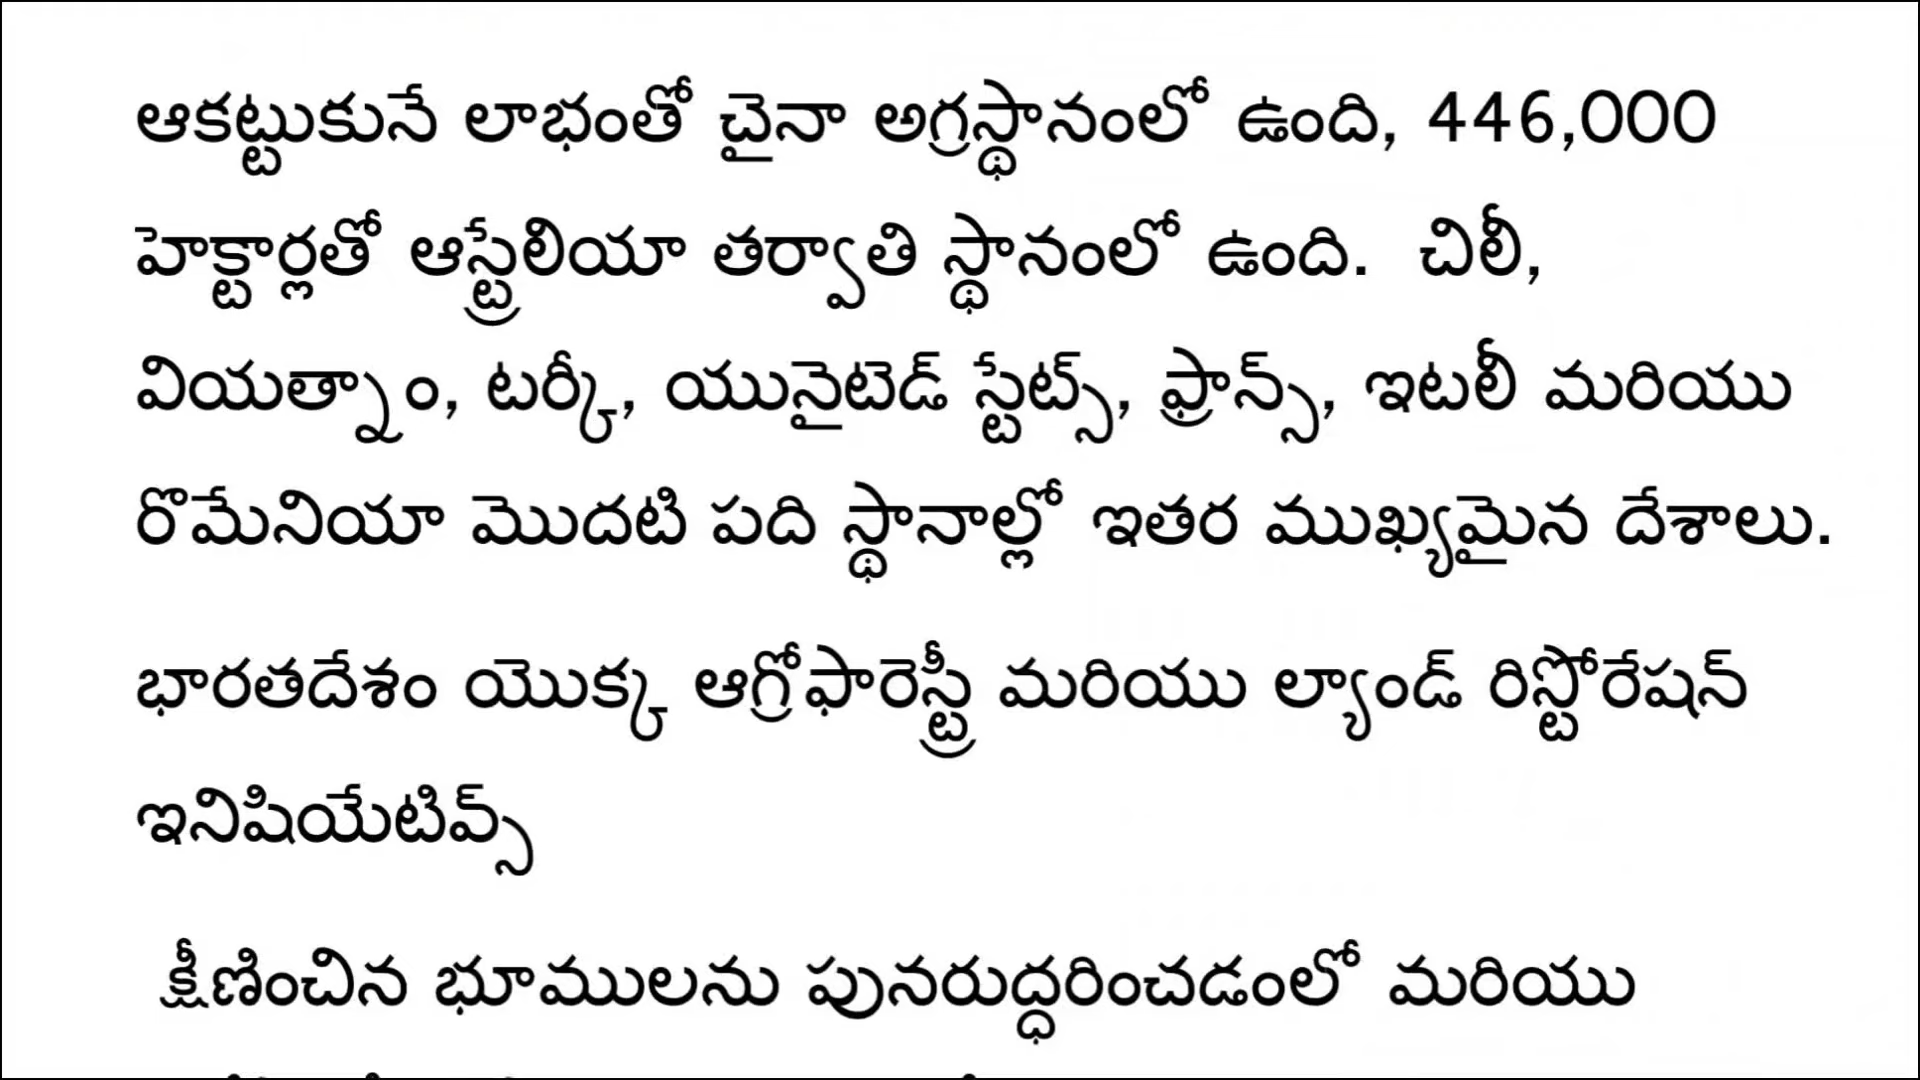 ఆకట్టుకునే లాభంతో చైనా అగ్రస్థానంలో ఉంది, 446,000
హెక్టార్లతో ఆస్ట్రేలియా తర్వాతి స్థానంలో ఉంది. చిలీ,
వియత్నాం, టర్కీ, యునైటెడ్ స్టేట్స్, ఫ్రాన్స్, ఇటలీ మరియు
రొమేనియా మొదటి పది స్థానాల్లో ఇతర ముఖ్యమైన దేశాలు.
భారతదేశం యొక్క ఆగ్రోఫారెస్ట్రీ మరియు ల్యాండ్ రిస్టోరేషన్
ఇనిషియేటివ్స్
క్షీణించిన భూములను పునరుద్ధరించడంలో మరియు